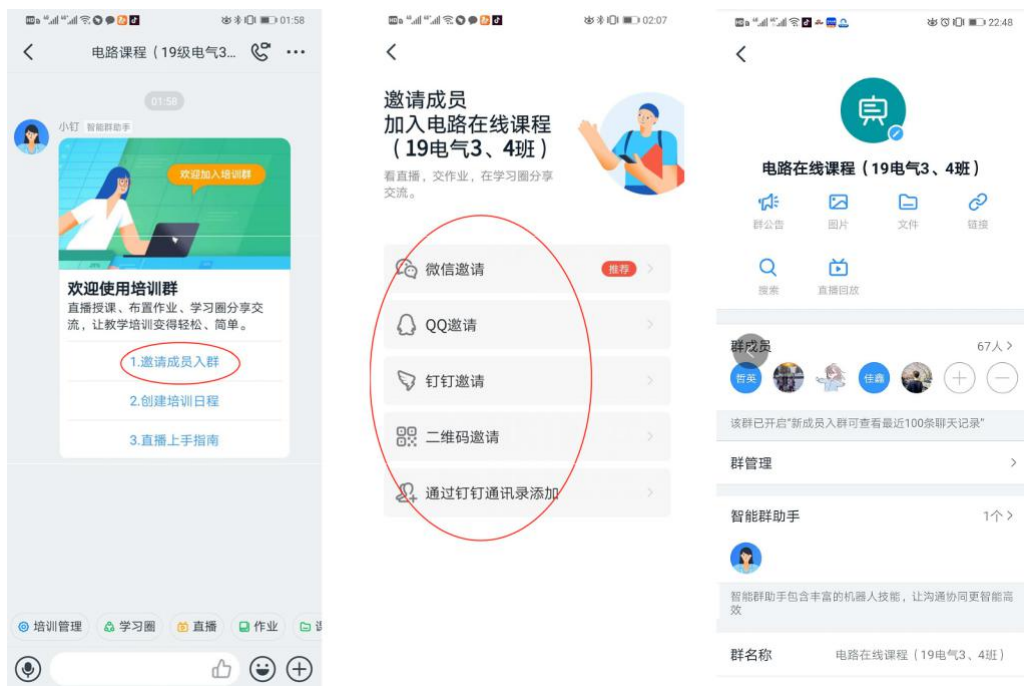 01:58
电路课程（19级电气3...
01:58
小钉 智能群助手
欢迎加入培训群
欢迎使用培训群
直播授课、布置作业、学习圈分享交
流，让教学培训变得轻松、简单。
1.邀请成员入群
2.创建培训日程
3.直播上手指南
培训管理
学习圈
直播
作业
02:07
邀请成员
加入电路在线课程
（19电气3、4班）
看直播，交作业，在学习圈分享
交流。
微信邀请
推荐
QQ邀请
钉钉邀请
二维码邀请
通过钉钉通讯录添加
22:48
电路在线课程（19电气3、4班）
群公告
图片
文件
链接
搜索
直播回放
群成员
67人
哲英
佳鑫
该群已开启"新成员入群可查看最近100条聊天记录"
群管理
智能群助手
1个
智能群助手包含丰富的机器人技能，让沟通协同更智能高
效
群名称
电路在线课程（19电气3、4班）